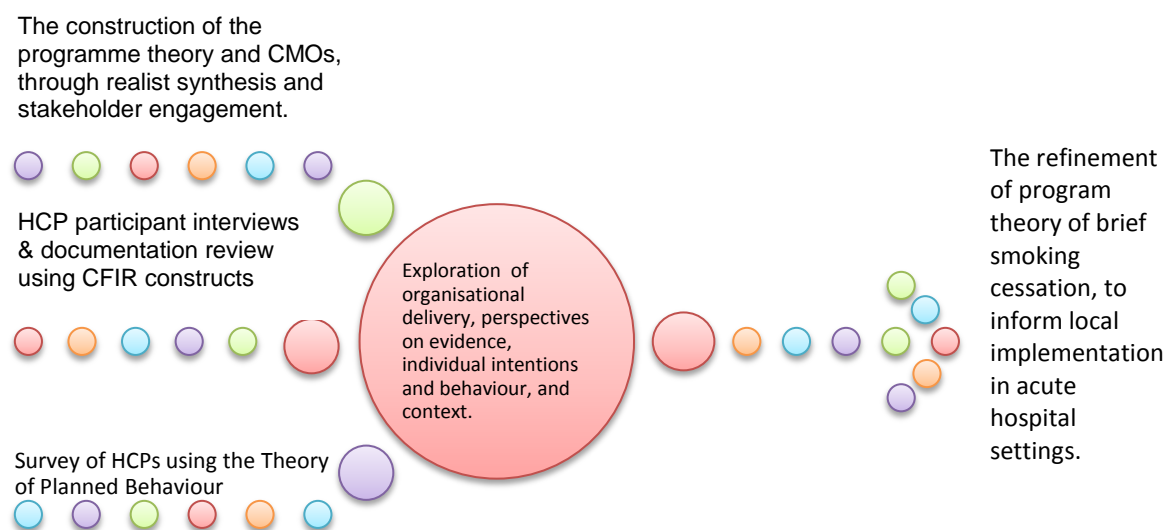 The construction of the
programme theory and CMOs,
through realist synthesis and
stakeholder engagement.
HCP participant interviews
& documentation review
using CFIR constructs
Survey of HCPs using the Theory
of Planned Behaviour
Exploration of
organisational
delivery, perspectives
on evidence,
individual intentions
and behaviour, and
context.
The refinement
of program
theory of brief
smoking
cessation, to
inform local
implementation
in acute
hospital
settings.